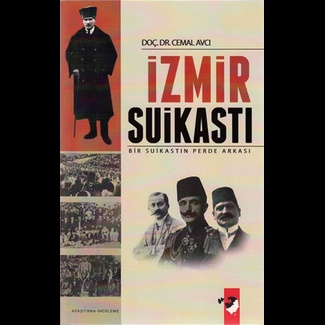 DOÇ. DR. CEMAL AVCI
İZMİR
SUİKASTI
BİR SUİKASTIN PERDE ARKASI
ARAŞTIRMA-İNCELEME